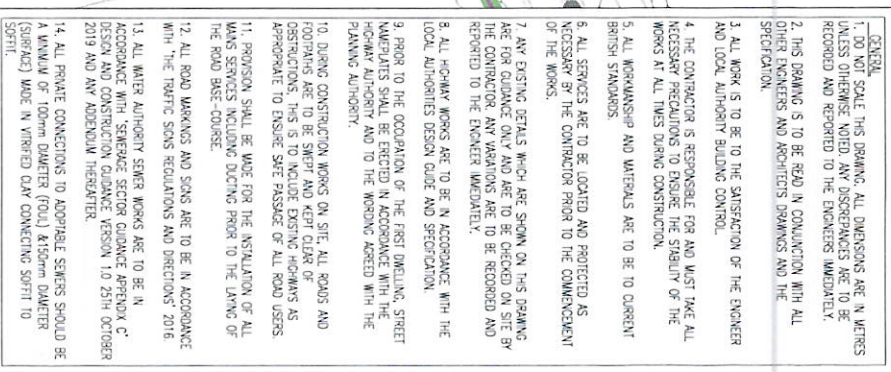 GENERAL
1. DO NOT SCALE THIS DRAWING, ALL DIMENSIONS ARE IN METRES
UNLESS OTHERWISE NOTED. ANY DISCREPANCIES ARE TO BE
RECORDED AND REPORTED TO THE ENGINEERS IMMEDIATELY.
2. THIS DRAWING IS TO BE READ IN CONJUNCTION WITH ALL
OTHER ENGINEERS AND ARCHITECTS DRAWINGS AND THE
SPECIFICATION.
3. ALL WORK IS TO BE TO THE SATISFACTION OF THE ENGINEER
AND LOCAL AUTHORITY BUILDING CONTROL.
4. THE CONTRACTOR IS RESPONSIBLE FOR AND MUST TAKE ALL
NECESSARY PRECAUTIONS TO ENSURE THE STABILITY OF THE
WORKS AT ALL TIMES DURING CONSTRUCTION.
5. ALL WORKMANSHIP AND MATERIALS ARE TO BE TO CURRENT
BRITISH STANDARDS.
6. ALL SERVICES ARE TO BE LOCATED AND PROTECTED AS
NECESSARY BY THE CONTRACTOR PRIOR TO THE COMMENCEMENT
OF THE WORKS.
7 ANY EXISTING DETAILS WHICH ARE SHOWN ON THIS DRAWING
ARE FOR GUIDANCE ONLY AND ARE TO BE CHECKED ON SITE BY
THE CONTRACTOR. ANY VARIATIONS ARE TO BE RECORDED AND
REPORTED TO THE ENGINEER IMMEDIATELY.
8. ALL HIGHWAY WORKS ARE TO BE IN ACCORDANCE WITH THE
LOCAL AUTHORITIES DESIGN GUIDE AND SPECIFICATION.
9. PRIOR TO THE OCCUPATION OF THE FIRST DWELLING, STREET
NAMEPLATES SHALL BE ERECTED IN ACCORDANCE WITH THE
HIGHWAY AUTHORITY AND TO THE WORDING AGREED WITH THE
PLANNING AUTHORITY.
10. DURING CONSTRUCTION WORKS ON SITE, ALL ROADS AND
FOOTPATHS ARE TO BE SWEPT AND KEPT CLEAR OF
OBSTRUCTIONS, THIS IS TO INCLUDE EXISTING HIGHWAYS AS
APPROPRIATE TO ENSURE SAFE PASSAGE OF ALL ROAD USERS.
11. PROVISION SHALL BE MADE FOR THE INSTALLATION OF ALL
MAINS SERVICES INCLUDING DUCTING PRIOR TO THE LAYING OF
THE ROAD BASE-COURSE.
12. ALL ROAD MARKINGS AND SIGNS ARE TO BE IN ACCORDANCE
WITH 'THE TRAFFIC SIGNS REGULATIONS AND DIRECTIONS' 2016.
13. ALL WATER AUTHORITY SEWER WORKS ARE TO BE IN
ACCORDANCE WITH 'SEWERAGE SECTOR GUIDANCE APPENDIX C'
DESIGN AND CONSTRUCTION GUIDANCE VERSION 1.0 25TH OCTOBER
2019 AND ANY ADDENDUM THEREAFTER.
14. ALL PRIVATE CONNECTIONS TO ADOPTABLE SEWERS SHOULD BE
A MINIMUM OF 100mm DIAMETER (FOUL) &150mm DIAMETER
(SURFACE) MADE IN VITRIFIED CLAY CONNECTING SOFFIT TO
SOFFIT.